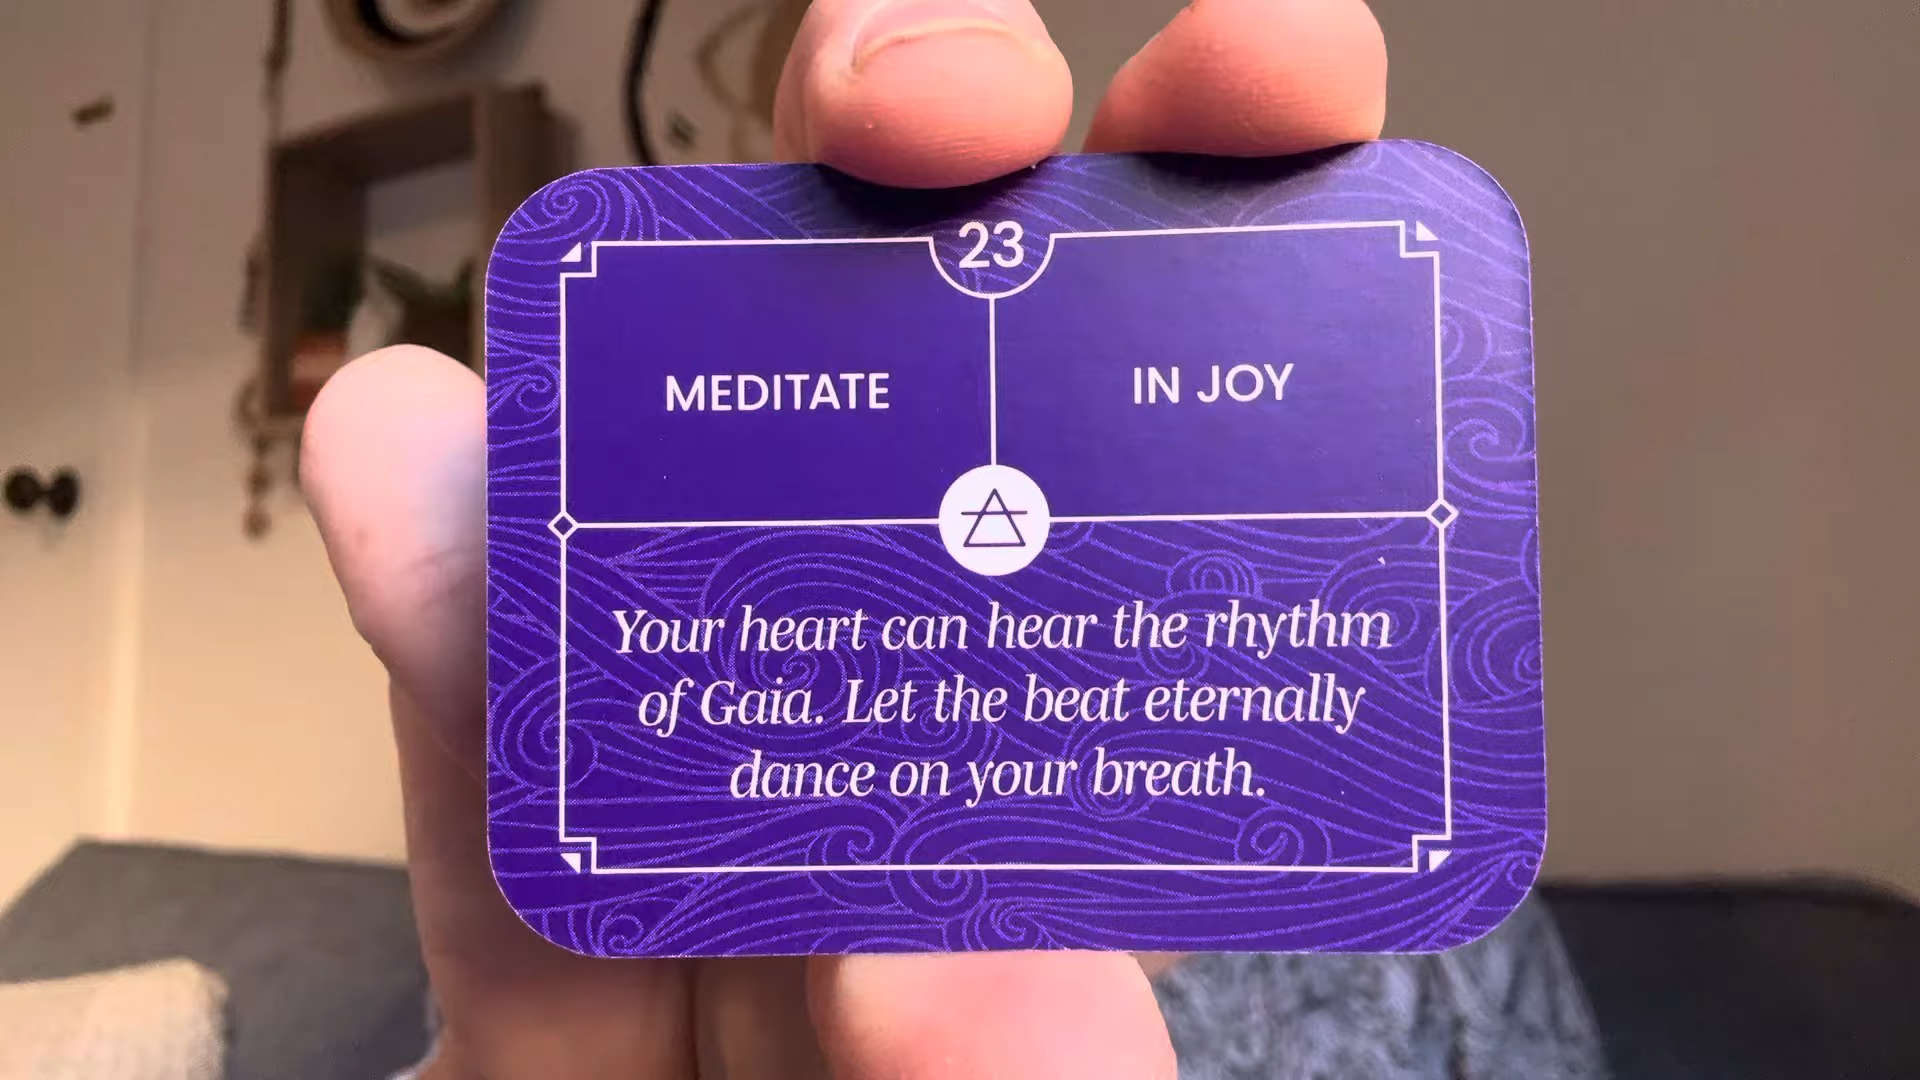 23
MEDITATE
IN JOY
Your heart can hear the rhythm
of Gaia. Let the beat eternally
dance on your breath.